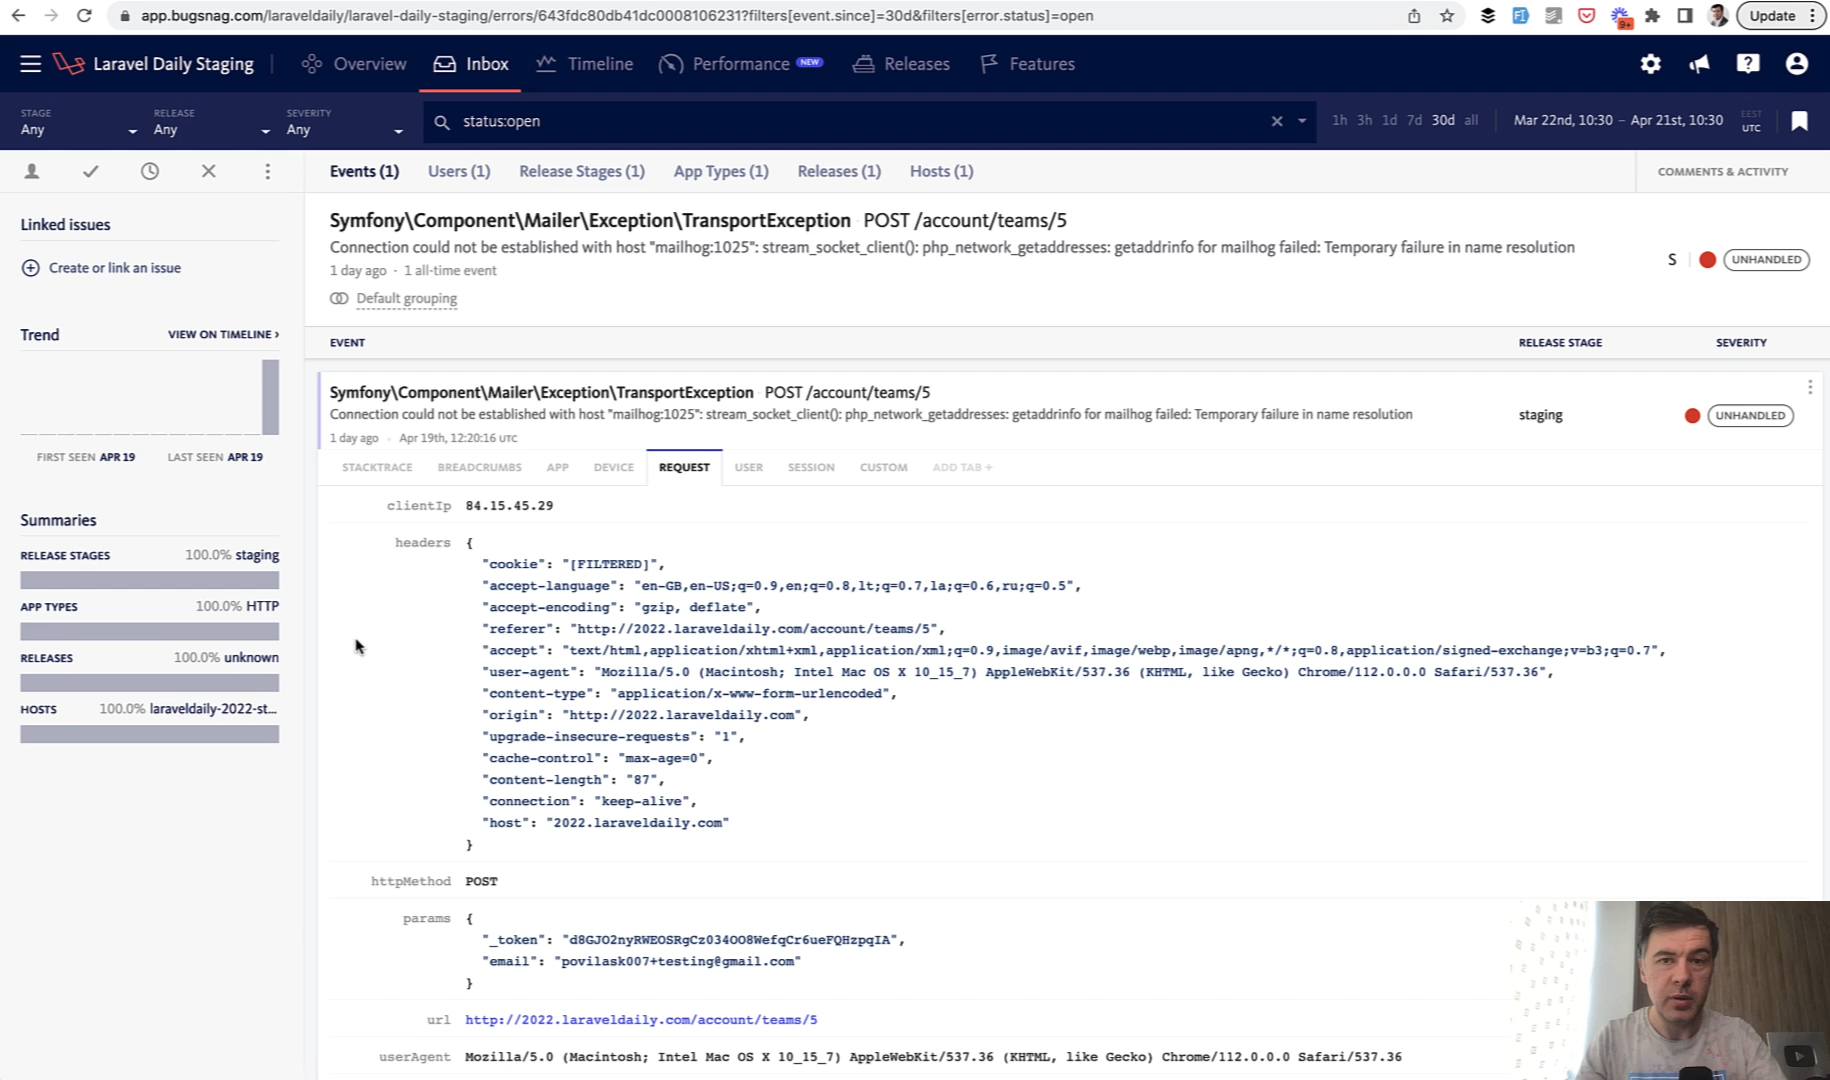 app.bugsnag.com/laraveldaily/laravel-daily-staging/errors/643fdc80db41dc0008106231?filters[event.since]=30d&filters[error.status]=open
9+
Update
Laravel Daily Staging
Overview
Inbox
Timeline
Performance NEW
Releases
Features
STAGE
Any
RELEASE
Any
SEVERITY
Any
status:open
1h 3h 1d 7d 30d all
Mar 22nd, 10:30 – Apr 21st, 10:30
EEST
UTC
Events (1)
Users (1)
Release Stages (1)
App Types (1)
Releases (1)
Hosts (1)
COMMENTS & ACTIVITY
Linked issues
Create or link an issue
Trend
VIEW ON TIMELINE ›
FIRST SEEN APR 19
LAST SEEN APR 19
Summaries
RELEASE STAGES 100.0% staging
APP TYPES 100.0% HTTP
RELEASES 100.0% unknown
HOSTS 100.0% laraveldaily-2022-st...
Symfony\Component\Mailer\Exception\TransportException · POST /account/teams/5
Connection could not be established with host "mailhog:1025": stream_socket_client(): php_network_getaddresses: getaddrinfo for mailhog failed: Temporary failure in name resolution
1 day ago · 1 all-time event
S
UNHANDLED
Default grouping
EVENT
RELEASE STAGE
SEVERITY
Symfony\Component\Mailer\Exception\TransportException · POST /account/teams/5
Connection could not be established with host "mailhog:1025": stream_socket_client(): php_network_getaddresses: getaddrinfo for mailhog failed: Temporary failure in name resolution
1 day ago · Apr 19th, 12:20:16 UTC
staging
UNHANDLED
STACKTRACE
BREADCRUMBS
APP
DEVICE
REQUEST
USER
SESSION
CUSTOM
ADD TAB +
clientIp 84.15.45.29
headers {
"cookie": "[FILTERED]",
"accept-language": "en-GB,en-US;q=0.9,en;q=0.8,lt;q=0.7,la;q=0.6,ru;q=0.5",
"accept-encoding": "gzip, deflate",
"referer": "http://2022.laraveldaily.com/account/teams/5",
"accept": "text/html,application/xhtml+xml,application/xml;q=0.9,image/avif,image/webp,image/apng,*/*;q=0.8,application/signed-exchange;v=b3;q=0.7",
"user-agent": "Mozilla/5.0 (Macintosh; Intel Mac OS X 10_15_7) AppleWebKit/537.36 (KHTML, like Gecko) Chrome/112.0.0.0 Safari/537.36",
"content-type": "application/x-www-form-urlencoded",
"origin": "http://2022.laraveldaily.com",
"upgrade-insecure-requests": "1",
"cache-control": "max-age=0",
"content-length": "87",
"connection": "keep-alive",
"host": "2022.laraveldaily.com"
}
httpMethod POST
params {
"_token": "d8GJO2nyRWEOSRgCz034OO8WefqCr6ueFQHzpqIA",
"email": "povilask007+testing@gmail.com"
}
url http://2022.laraveldaily.com/account/teams/5
userAgent Mozilla/5.0 (Macintosh; Intel Mac OS X 10_15_7) AppleWebKit/537.36 (KHTML, like Gecko) Chrome/112.0.0.0 Safari/537.36